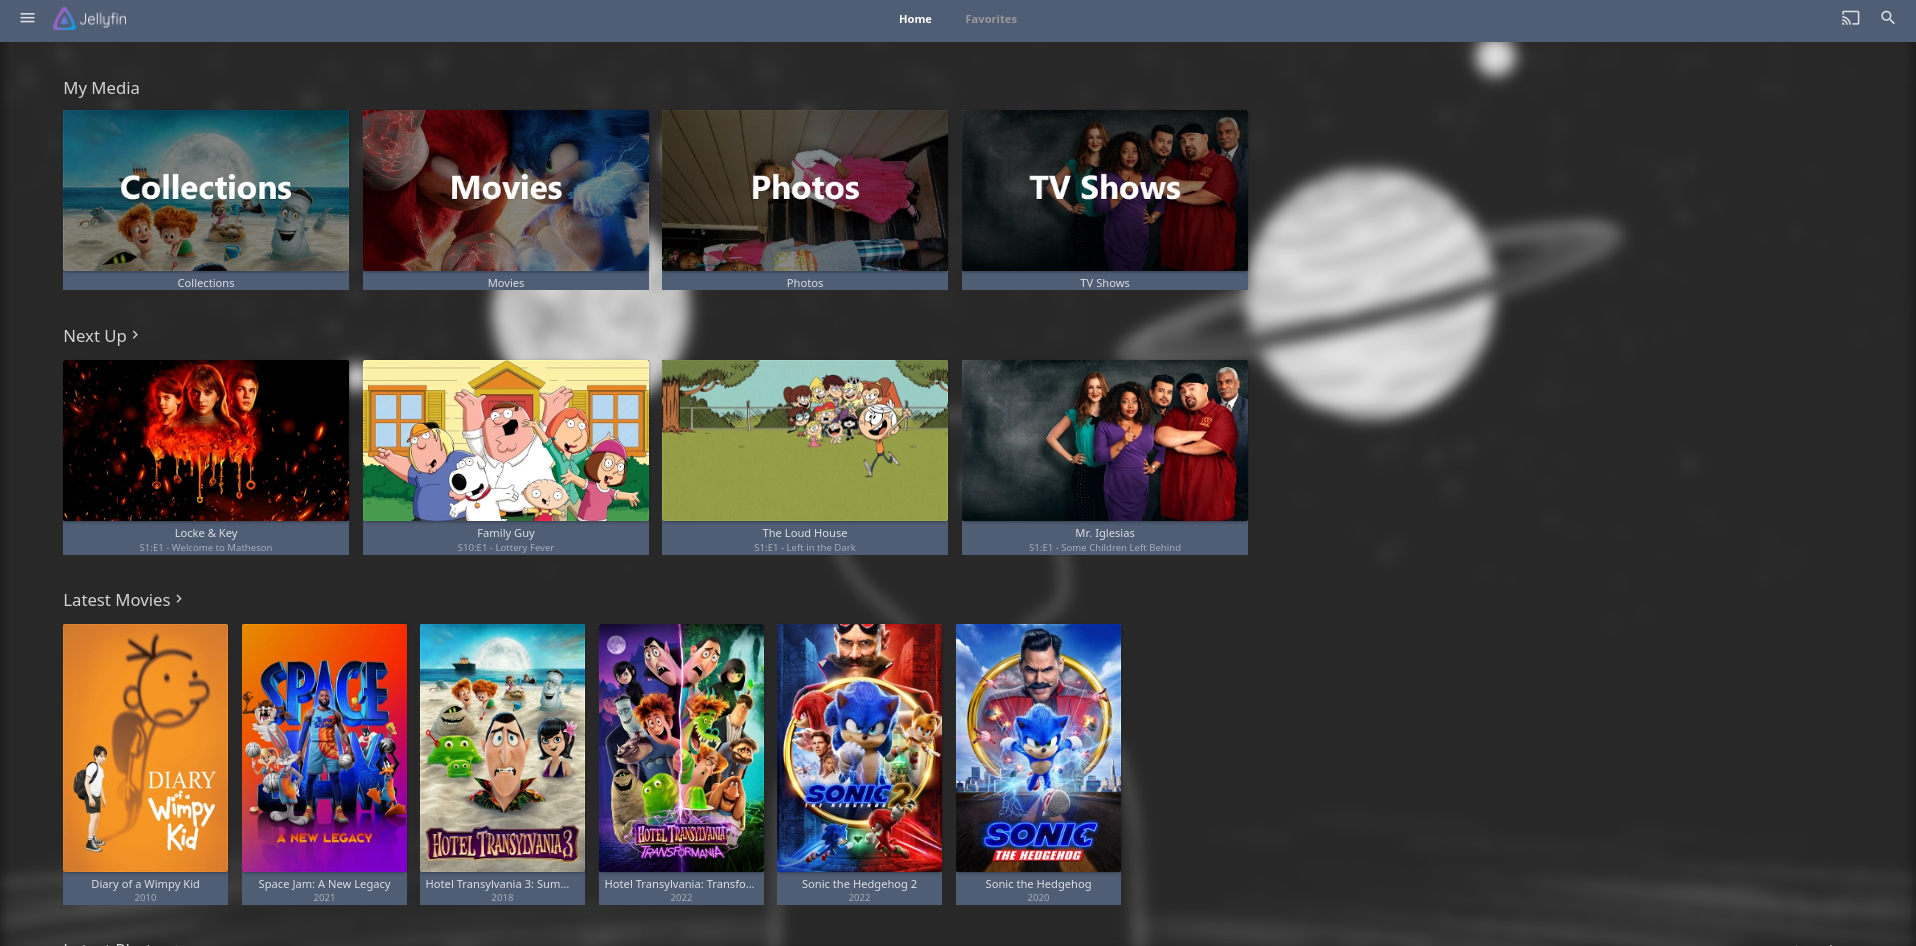 Jellyfin
Home
Favorites
My Media
Collections
Movies
Photos
TV Shows
Collections
Movies
Photos
TV Shows
Next Up
Locke & Key
S1:E1 - Welcome to Matheson
Family Guy
S10:E1 - Lottery Fever
The Loud House
S1:E1 - Left in the Dark
Mr. Iglesias
S1:E1 - Some Children Left Behind
Latest Movies
DIARY
of a
Wimpy
Kid
SPACE
A NEW LEGACY
HOTEL TRANSYLVANIA 3
HOTEL TRANSYLVANIA
TRANSFORMANIA
SONIC 2
THE HEDGEHOG
SONIC
THE HEDGEHOG
Diary of a Wimpy Kid
2010
Space Jam: A New Legacy
2021
Hotel Transylvania 3: Sum...
2018
Hotel Transylvania: Transfo...
2022
Sonic the Hedgehog 2
2022
Sonic the Hedgehog
2020